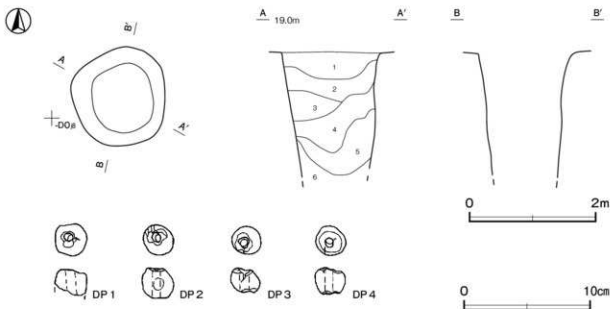 A 19.0m A′ B B′
B′
A
A′
B
1
2
3
4
5
6
0 2m
DP 1 DP 2 DP 3 DP 4
0 10cm